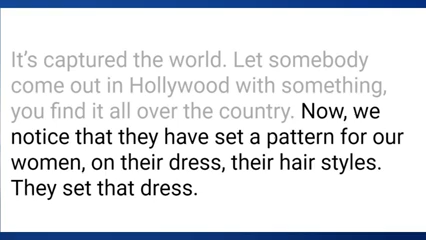 It's captured the world. Let somebody
come out in Hollywood with something,
you find it all over the country. Now, we
notice that they have set a pattern for our
women, on their dress, their hair styles.
They set that dress.